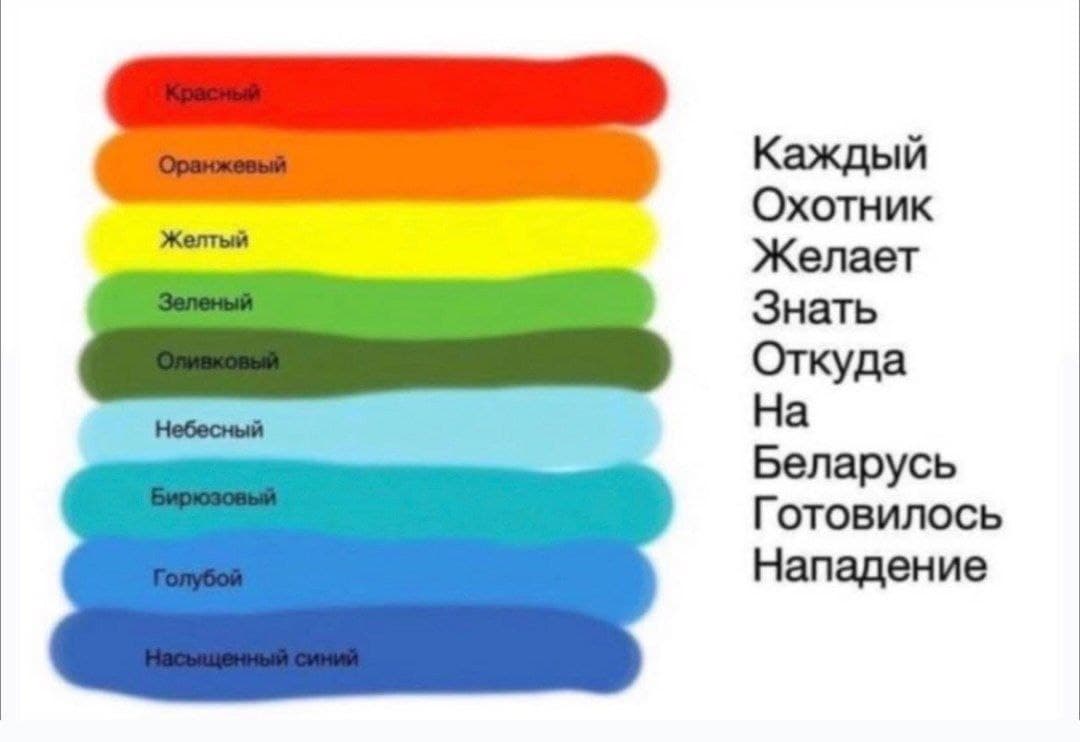 Красный
Оранжевый
Желтый
Зеленый
Оливковый
Небесный
Бирюзовый
Голубой
Насыщенный синий
Каждый
Охотник
Желает
Знать
Откуда
На
Беларусь
Готовилось
Нападение